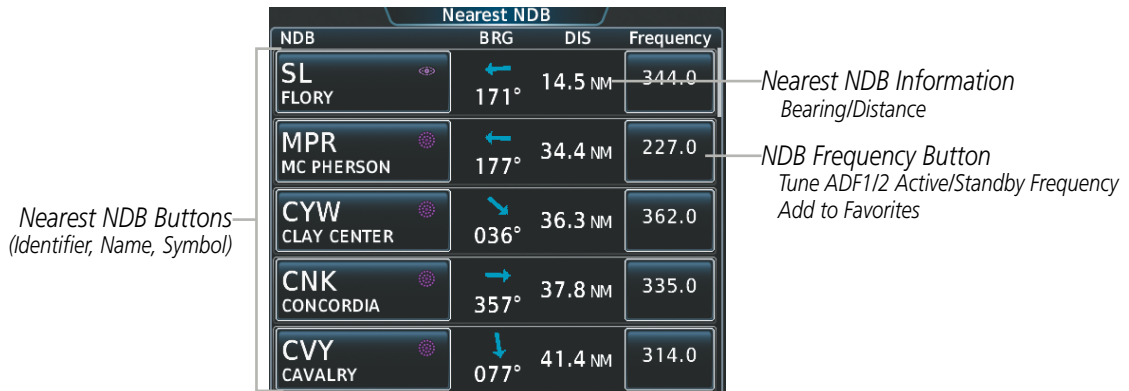 Nearest NDB
NDB BRG DIS Frequency
SL
FLORY
171°
14.5 NM
344.0
MPR
MC PHERSON
177°
34.4 NM
227.0
CYW
CLAY CENTER
036°
36.3 NM
362.0
CNK
CONCORDIA
357°
37.8 NM
335.0
CVY
CAVALRY
077°
41.4 NM
314.0
Nearest NDB Buttons
(Identifier, Name, Symbol)
Nearest NDB Information
Bearing/Distance
NDB Frequency Button
Tune ADF1/2 Active/Standby Frequency
Add to Favorites